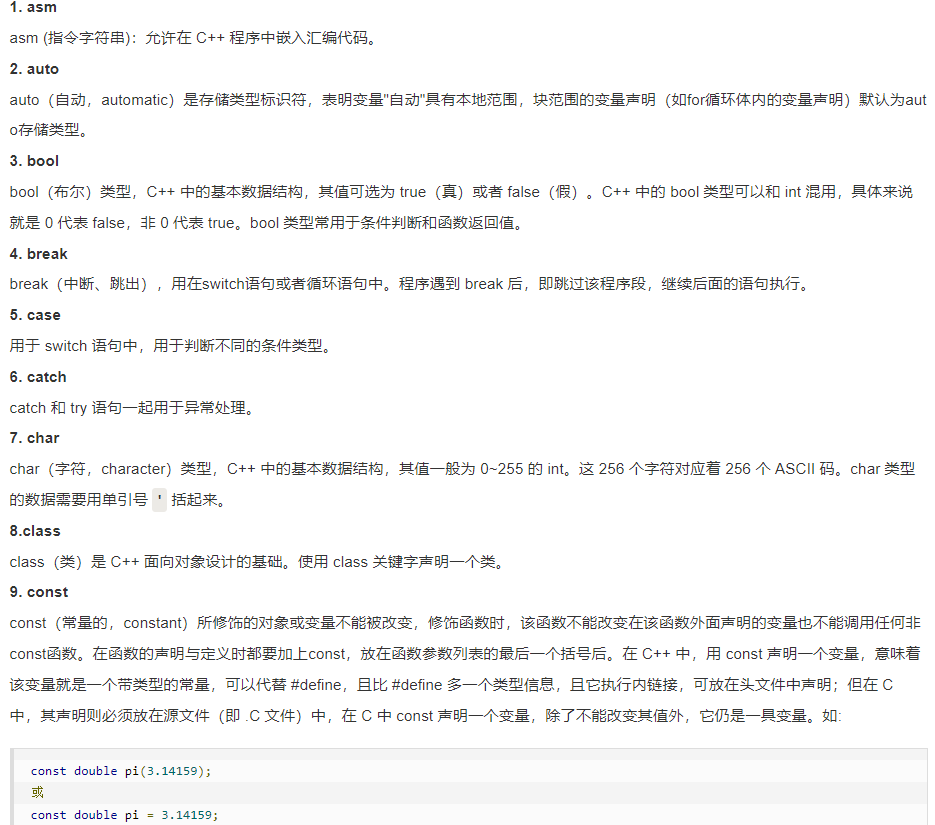 1. asm
asm (指令字符串)：允许在 C++ 程序中嵌入汇编代码。
2. auto
auto（自动，automatic）是存储类型标识符，表明变量"自动"具有本地范围，块范围的变量声明（如for循环体内的变量声明）默认为aut
o存储类型。
3. bool
bool（布尔）类型，C++ 中的基本数据结构，其值可选为 true（真）或者 false（假）。C++ 中的 bool 类型可以和 int 混用，具体来说
就是 0 代表 false，非 0 代表 true。bool 类型常用于条件判断和函数返回值。
4. break
break（中断、跳出），用在switch语句或者循环语句中。程序遇到 break 后，即跳过该程序段，继续后面的语句执行。
5. case
用于 switch 语句中，用于判断不同的条件类型。
6. catch
catch 和 try 语句一起用于异常处理。
7. char
char（字符，character）类型，C++ 中的基本数据结构，其值一般为 0~255 的 int。这 256 个字符对应着 256 个 ASCII 码。char 类型
的数据需要用单引号 ' 括起来。
8.class
class（类）是 C++ 面向对象设计的基础。使用 class 关键字声明一个类。
9. const
const（常量的，constant）所修饰的对象或变量不能被改变，修饰函数时，该函数不能改变在该函数外面声明的变量也不能调用任何非
const函数。在函数的声明与定义时都要加上const，放在函数参数列表的最后一个括号后。在 C++ 中，用 const 声明一个变量，意味着
该变量就是一个带类型的常量，可以代替 #define，且比 #define 多一个类型信息，且它执行内链接，可放在头文件中声明；但在 C
中，其声明则必须放在源文件（即 .C 文件）中，在 C 中 const 声明一个变量，除了不能改变其值外，它仍是一具变量。如:
const double pi(3.14159);
或
const double pi = 3.14159;